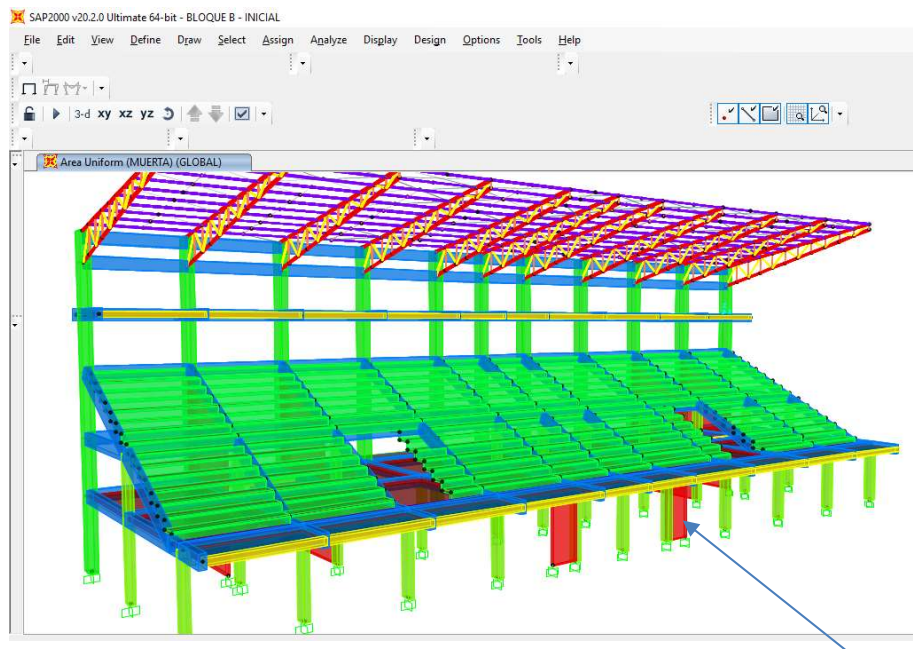 SAP2000 v20.2.0 Ultimate 64-bit - BLOQUE B - INICIAL
File Edit View Define Draw Select Assign Analyze Display Design Options Tools Help
3-d xy xz yz
Area Uniform (MUERTA) (GLOBAL)